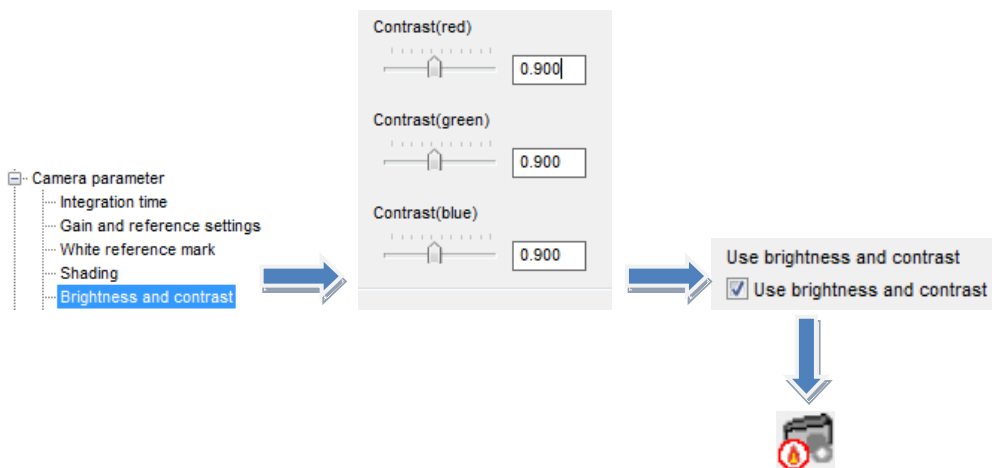 Camera parameter
Integration time
Gain and reference settings
White reference mark
Shading
Brightness and contrast
Contrast(red)
0.900
Contrast(green)
0.900
Contrast(blue)
0.900
Use brightness and contrast
Use brightness and contrast